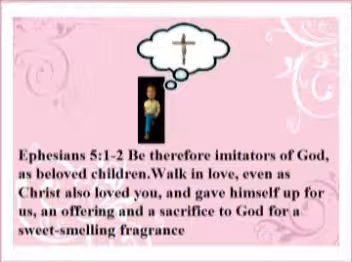 Ephesians 5:1-2 Be therefore imitators of God,
as beloved children.Walk in love, even as
Christ also loved you, and gave himself up for
us, an offering and a sacrifice to God for a
sweet-smelling fragrance